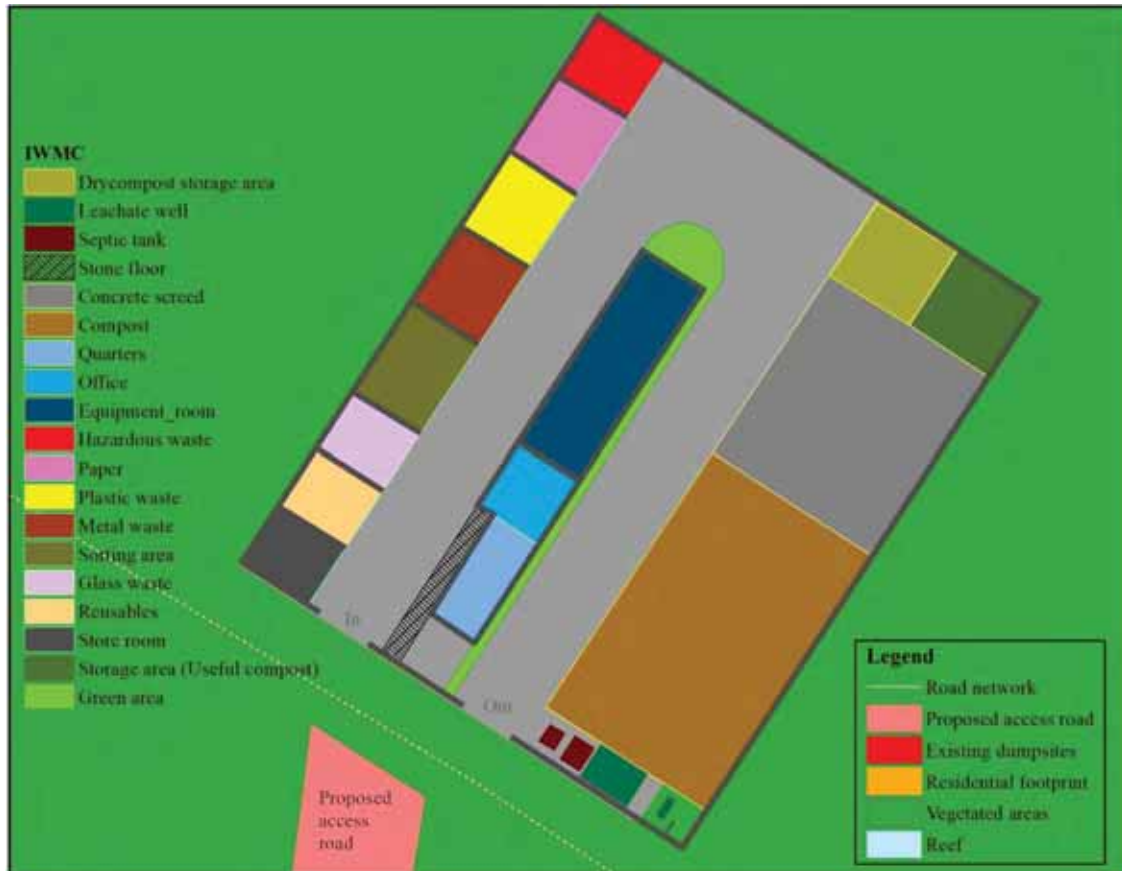 IWMC
Drycompost storage area
Leachate well
Septic tank
Stone floor
Concrete screed
Compost
Quarters
Office
Equipment_room
Hazardous waste
Paper
Plastic waste
Metal waste
Sotting area
Glass waste
Reusables
Store room
Storage area (Useful compost)
Green area
In
Out
Proposed
access
road
Legend
Road network
Proposed access road
Existing dumpsites
Residential footprint
Vegetated areas
Reef